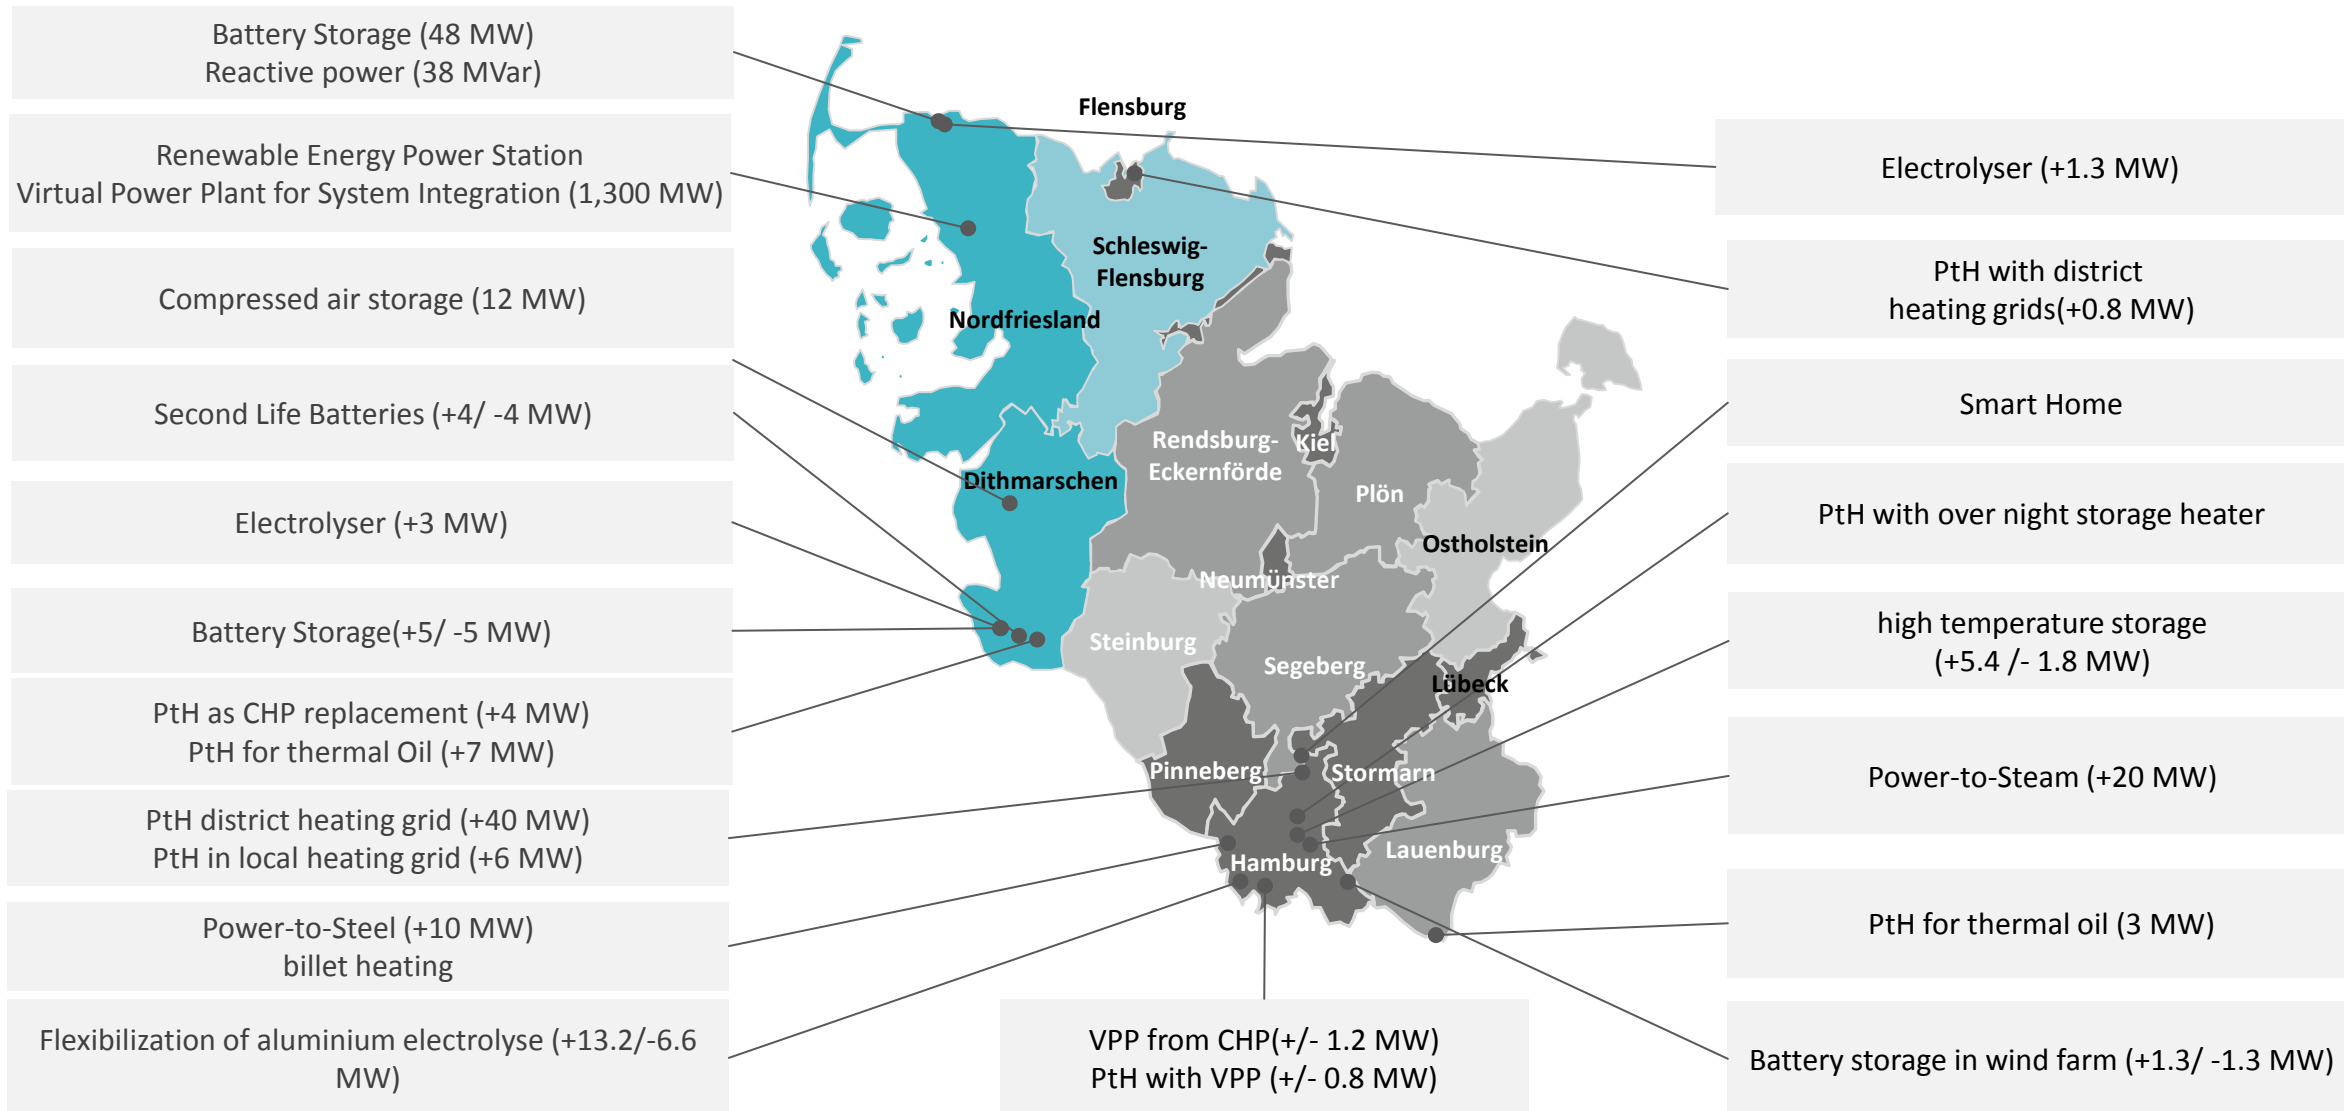 Battery Storage (48 MW)
Reactive power (38 MVar)
Renewable Energy Power Station
Virtual Power Plant for System Integration (1,300 MW)
Compressed air storage (12 MW)
Second Life Batteries (+4/ -4 MW)
Electrolyser (+3 MW)
Battery Storage(+5/ -5 MW)
PtH as CHP replacement (+4 MW)
PtH for thermal Oil (+7 MW)
PtH district heating grid (+40 MW)
PtH in local heating grid (+6 MW)
Power-to-Steel (+10 MW)
billet heating
Flexibilization of aluminium electrolyse (+13.2/-6.6
MW)
Flensburg
Schleswig-
Flensburg
Nordfriesland
Rendsburg-
Eckernförde
Kiel
Dithmarschen
Plön
Ostholstein
Neumünster
Steinburg
Segeberg
Lübeck
Pinneberg
Stormarn
Hamburg
Lauenburg
VPP from CHP(+/- 1.2 MW)
PtH with VPP (+/- 0.8 MW)
Electrolyser (+1.3 MW)
PtH with district
heating grids(+0.8 MW)
Smart Home
PtH with over night storage heater
high temperature storage
(+5.4 /- 1.8 MW)
Power-to-Steam (+20 MW)
PtH for thermal oil (3 MW)
Battery storage in wind farm (+1.3/ -1.3 MW)